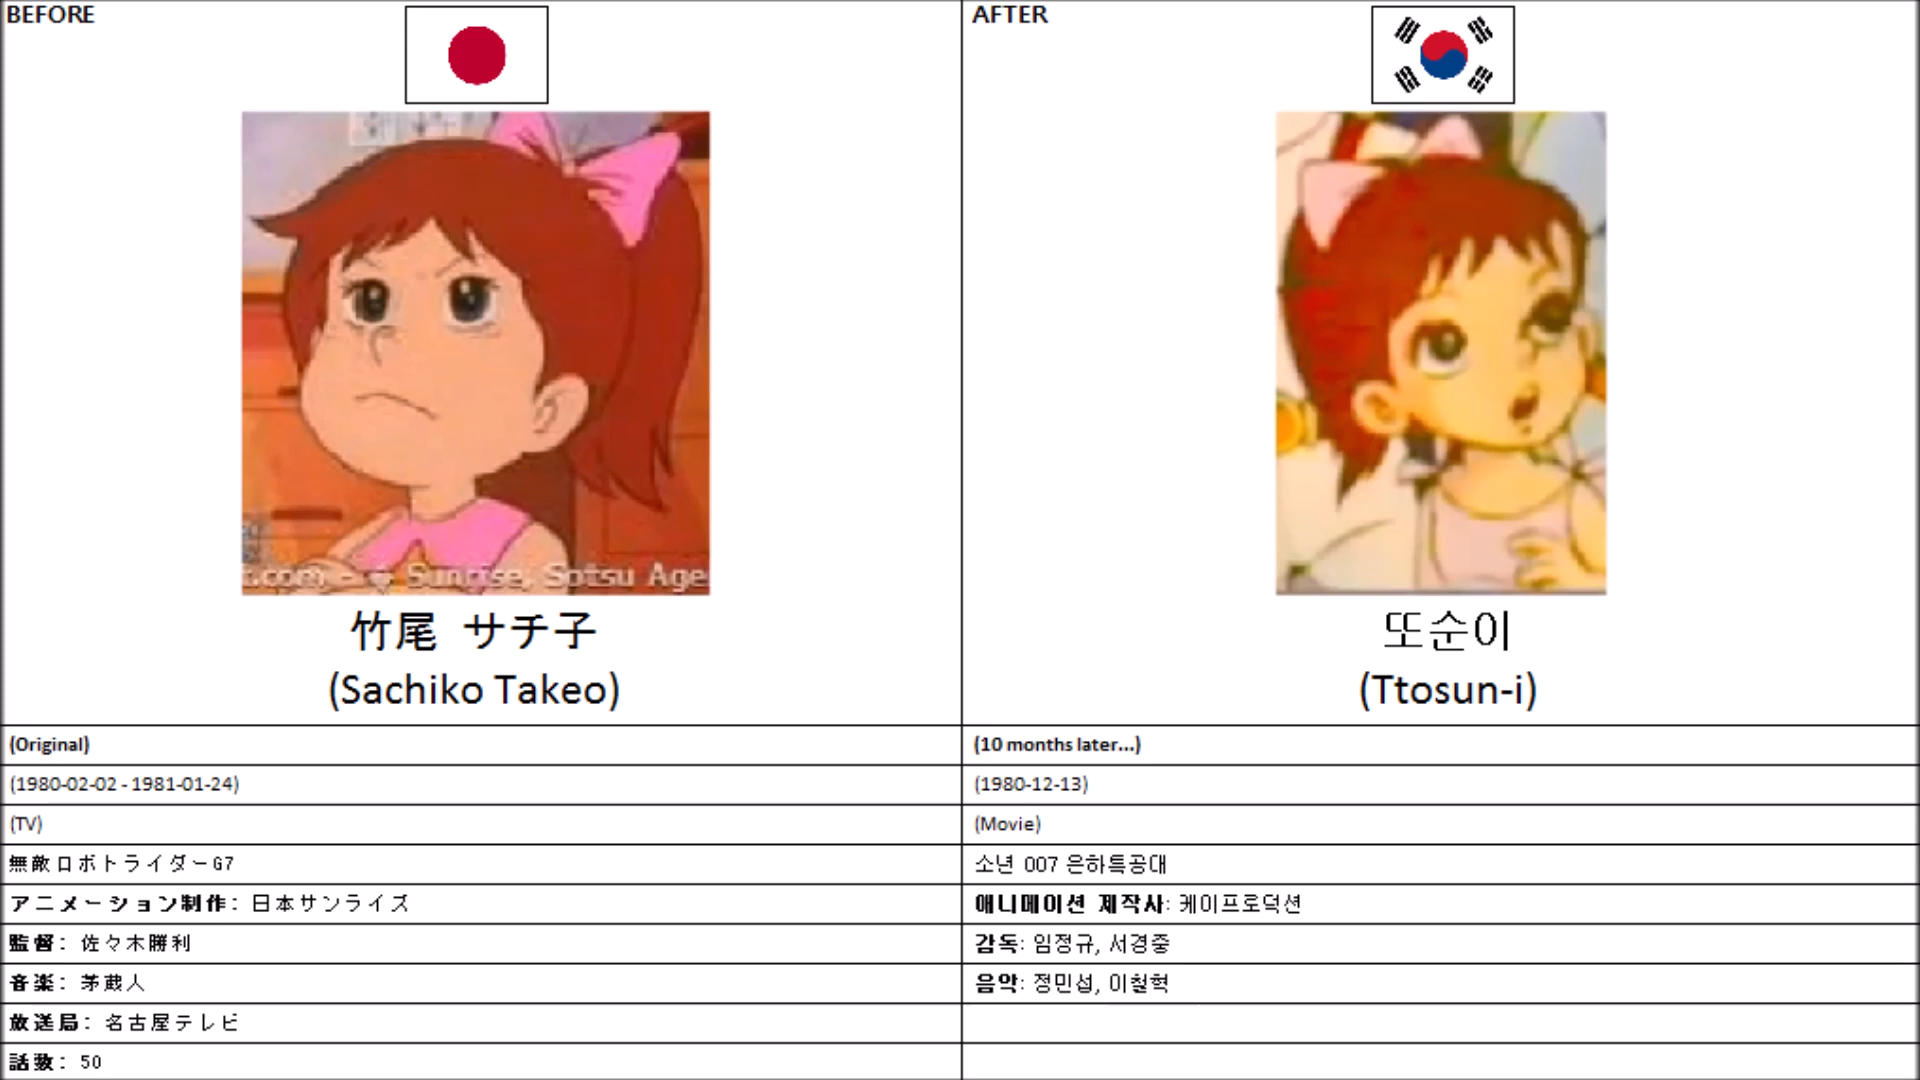 BEFORE
AFTER
t.com - Sunrise, Sotsu Age
竹尾 サチ子
(Sachiko Takeo)
또순이
(Ttosun-i)
(Original)
(10 months later...)
(1980-02-02 - 1981-01-24)
(1980-12-13)
(TV)
(Movie)
無敵ロボトライダーG7
소년 007 은하특공대
アニメーション制作: 日本サンライズ
애니메이션 제작사: 케이프로덕션
監督: 佐々木勝利
감독: 임정규, 서경중
音楽: 茅蔵人
음악: 정민섭, 이철혁
放送局: 名古屋テレビ
話数: 50